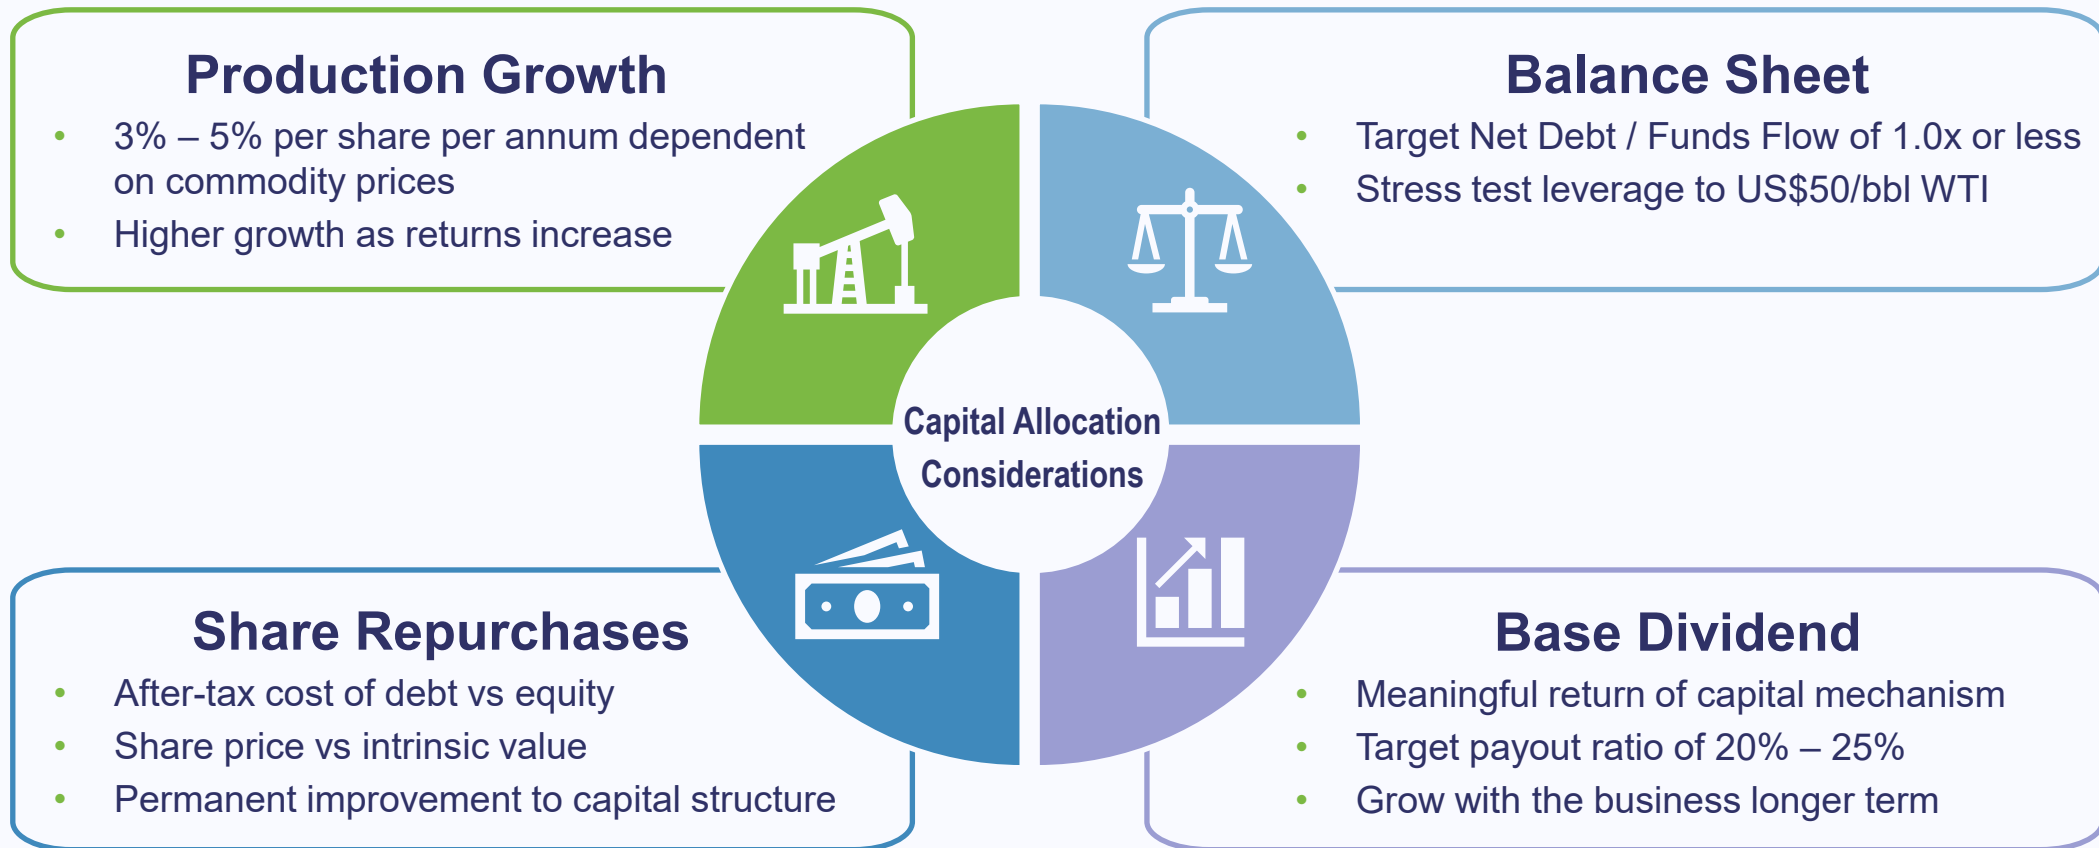 Production Growth
• 3% – 5% per share per annum dependent
on commodity prices
• Higher growth as returns increase
Balance Sheet
• Target Net Debt / Funds Flow of 1.0x or less
• Stress test leverage to US$50/bbl WTI
Capital Allocation
Considerations
Share Repurchases
• After-tax cost of debt vs equity
• Share price vs intrinsic value
• Permanent improvement to capital structure
Base Dividend
• Meaningful return of capital mechanism
• Target payout ratio of 20% – 25%
• Grow with the business longer term